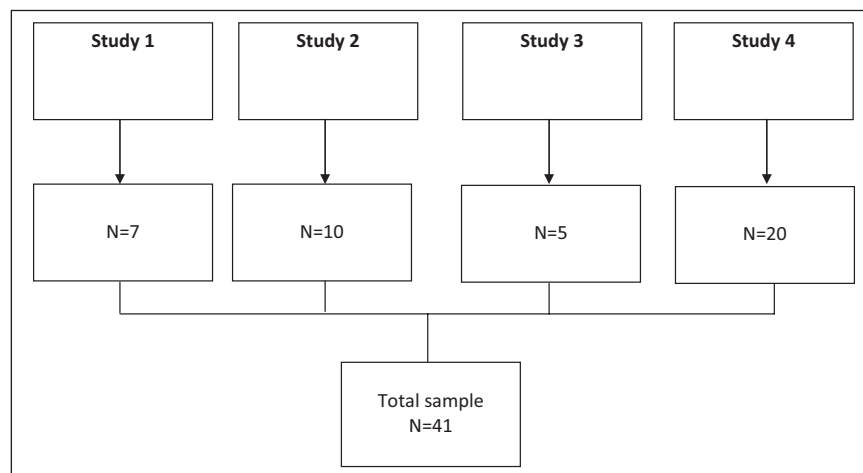 Study 1
Study 2
Study 3
Study 4
N=7
N=10
N=5
N=20
Total sample
N=41